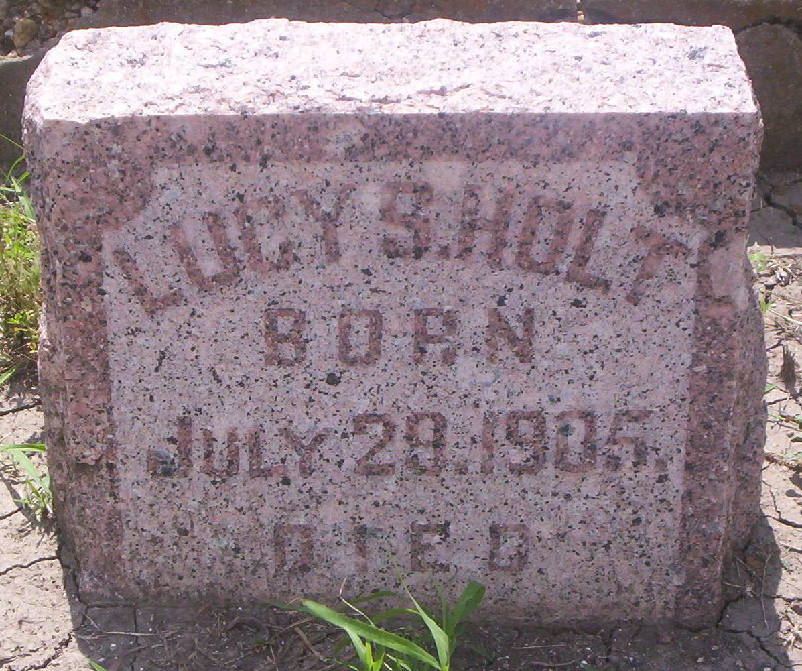 LUCY S. HOLT
BORN
JULY 29. 1905.
DIED